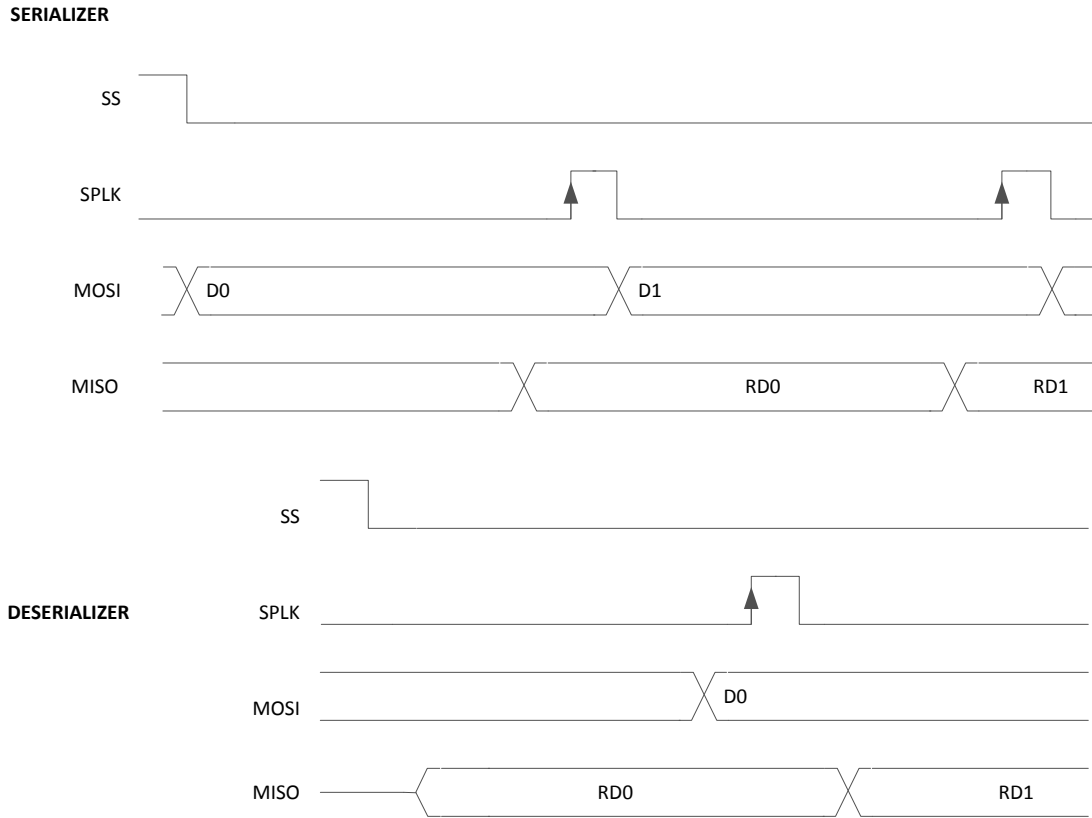 SERIALIZER
SS
SPLK
MOSI D0 D1
MISO RD0 RD1
SS
DESERIALIZER SPLK
MOSI D0
MISO RD0 RD1